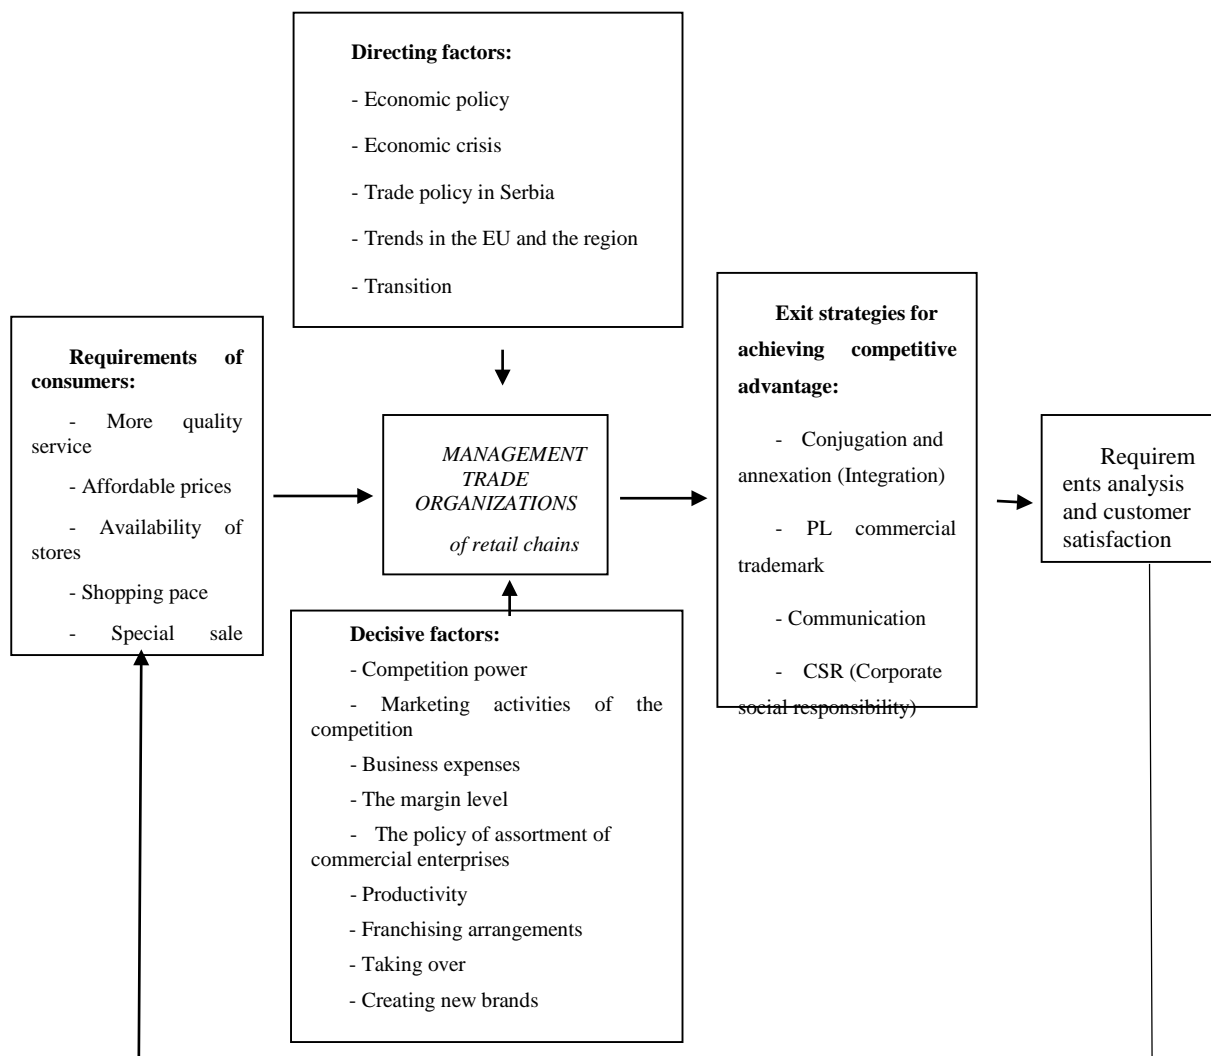 Directing factors:
- Economic policy
- Economic crisis
- Trade policy in Serbia
- Trends in the EU and the region
- Transition
Requirements of
consumers:
- More quality
service
- Affordable prices
- Availability of
stores
- Shopping pace
- Special sale
MANAGEMENT
TRADE
ORGANIZATIONS
of retail chains
Decisive factors:
- Competition power
- Marketing activities of the
competition
- Business expenses
- The margin level
- The policy of assortment of
commercial enterprises
- Productivity
- Franchising arrangements
- Taking over
- Creating new brands
Exit strategies for
achieving competitive
advantage:
- Conjugation and
annexation (Integration)
- PL commercial
trademark
- Communication
- CSR (Corporate
social responsibility)
Requirem
ents analysis
and customer
satisfaction